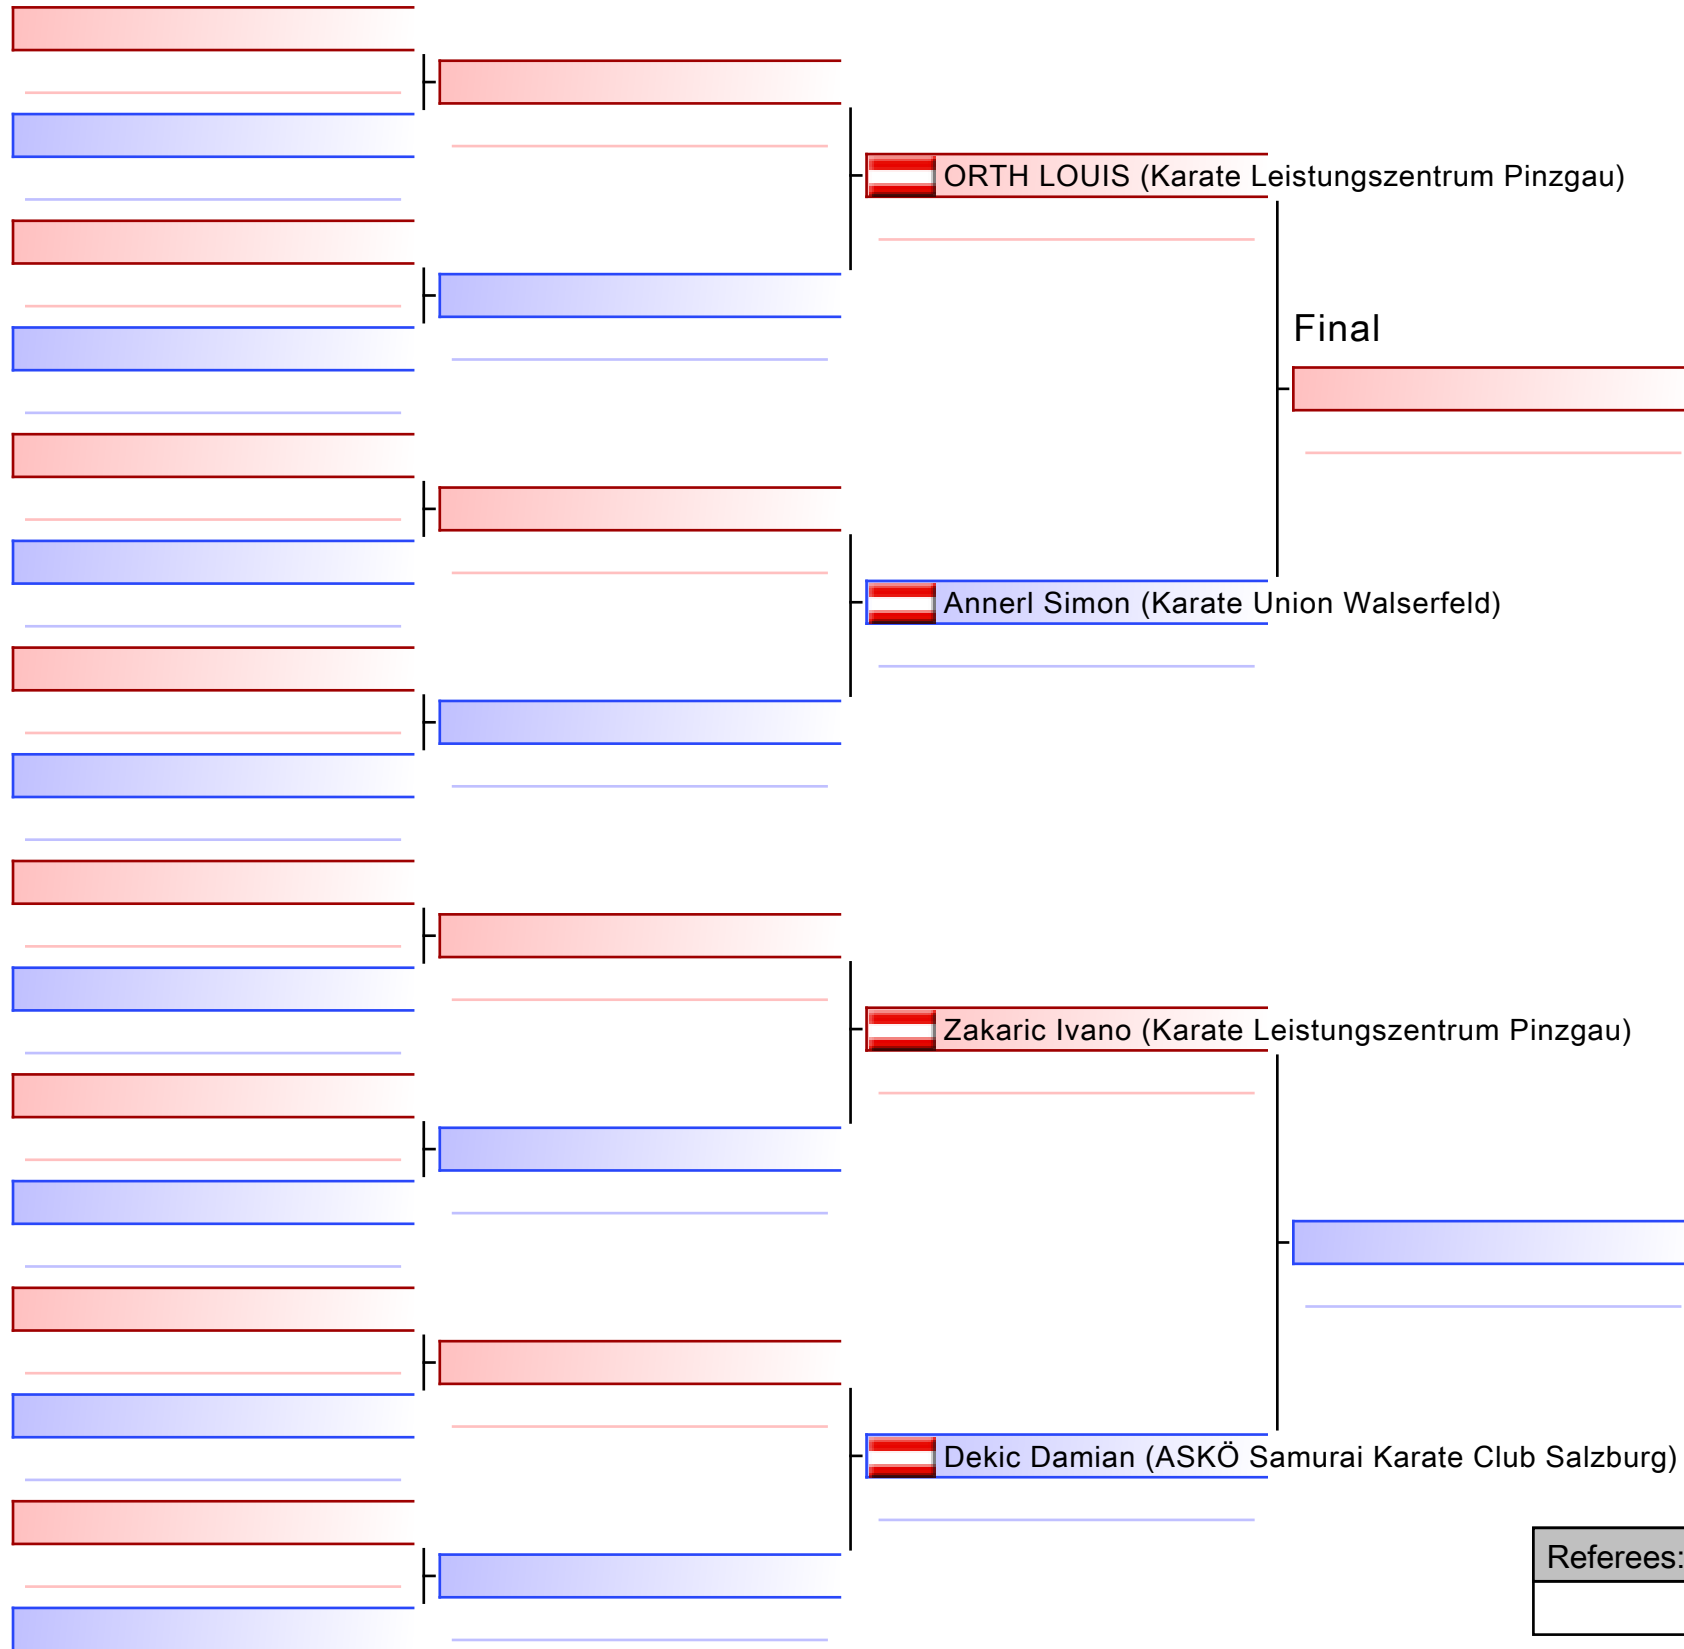 ORTH LOUIS (Karate Leistungszentrum Pinzgau)
Final
Annerl Simon (Karate Union Walserfeld)
Zakaric Ivano (Karate Leistungszentrum Pinzgau)
Dekic Damian (ASKÖ Samurai Karate Club Salzburg)
Referees: